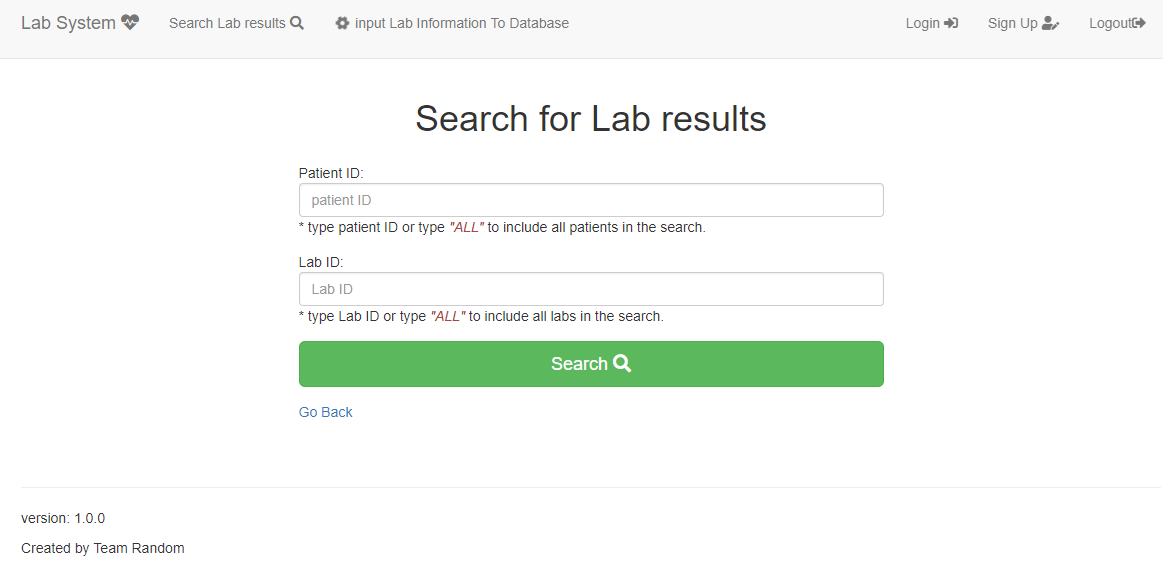 Lab System Search Lab results input Lab Information To Database Login Sign Up Logout
Search for Lab results
Patient ID:
patient ID
* type patient ID or type "ALL" to include all patients in the search.
Lab ID:
Lab ID
* type Lab ID or type "ALL" to include all labs in the search.
Search
Go Back
version: 1.0.0
Created by Team Random